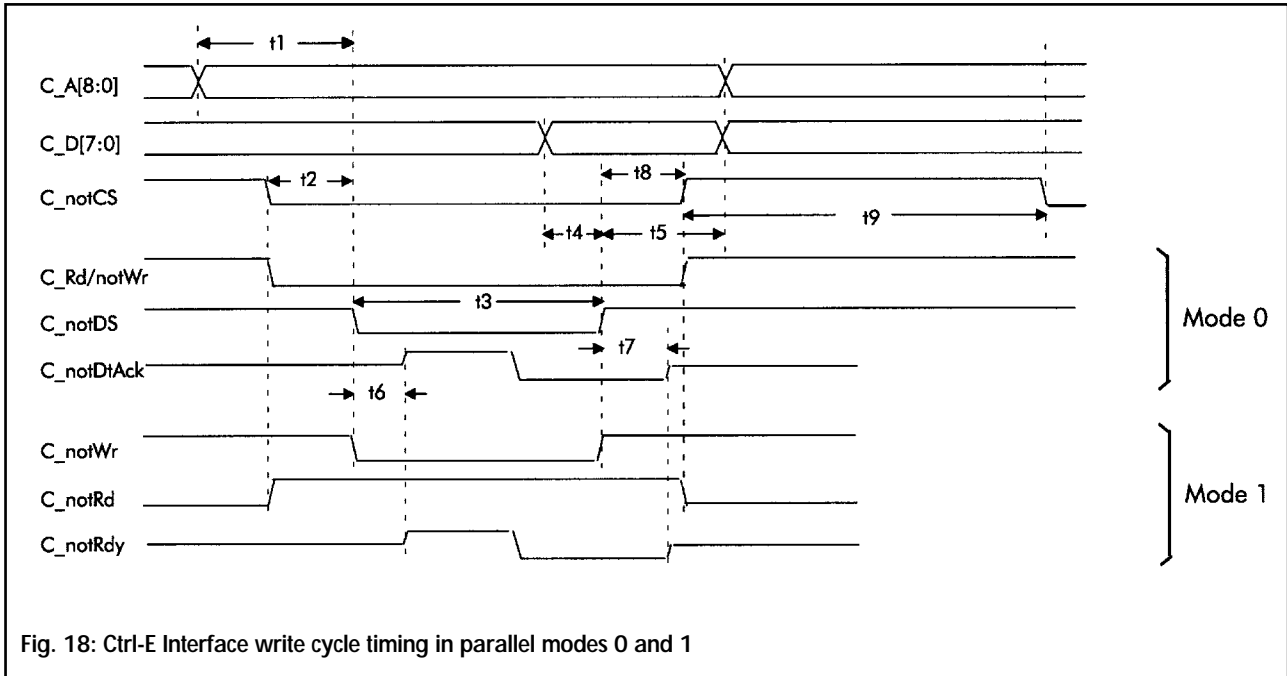 t1
C_A[8:0]
C_D[7:0]
t2
t8
C_notCS
t9
t4
t5
C_Rd/notWr
t3
C_notDS
Mode 0
t7
C_notDtAck
t6
C_notWr
C_notRd
Mode 1
C_notRdy
Fig. 18: Ctrl-E Interface write cycle timing in parallel modes 0 and 1